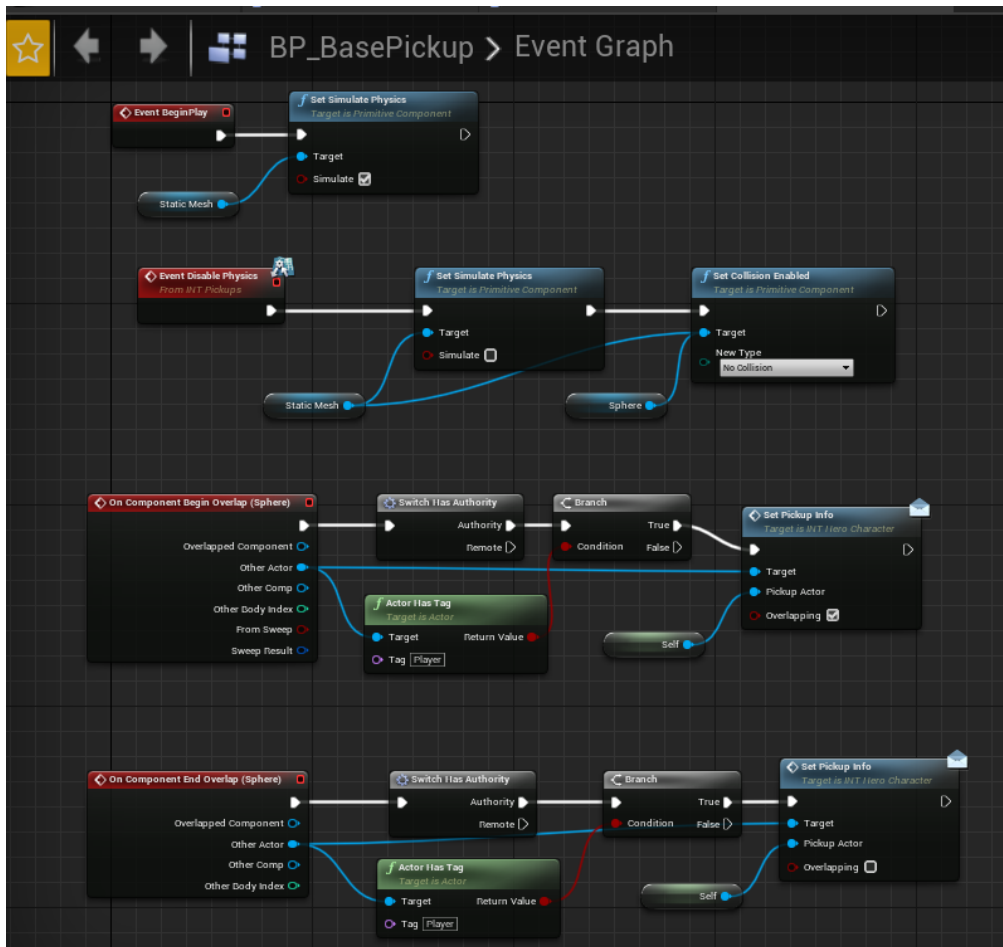 BP_BasePickup > Event Graph
Event BeginPlay
Set Simulate Physics
Target is Primitive Component
Target
Simulate
Static Mesh
Event Disable Physics
From INT Pickups
Set Simulate Physics
Target is Primitive Component
Target
Simulate
Set Collision Enabled
Target is Primitive Component
Target
New Type
No Collision
Static Mesh
Sphere
On Component Begin Overlap (Sphere)
Overlapped Component
Other Actor
Other Comp
Other Body Index
From Sweep
Sweep Result
Switch Has Authority
Authority
Remote
Branch
True
Condition False
Set Pickup Info
Target is INT Hero Character
Target
Pickup Actor
Overlapping
Actor Has Tag
Target is Actor
Target Return Value
Tag Player
Self
On Component End Overlap (Sphere)
Overlapped Component
Other Actor
Other Comp
Other Body Index
Switch Has Authority
Authority
Remote
Branch
True
Condition False
Set Pickup Info
Target is INT Hero Character
Target
Pickup Actor
Overlapping
Actor Has Tag
Target is Actor
Target Return Value
Tag Player
Self